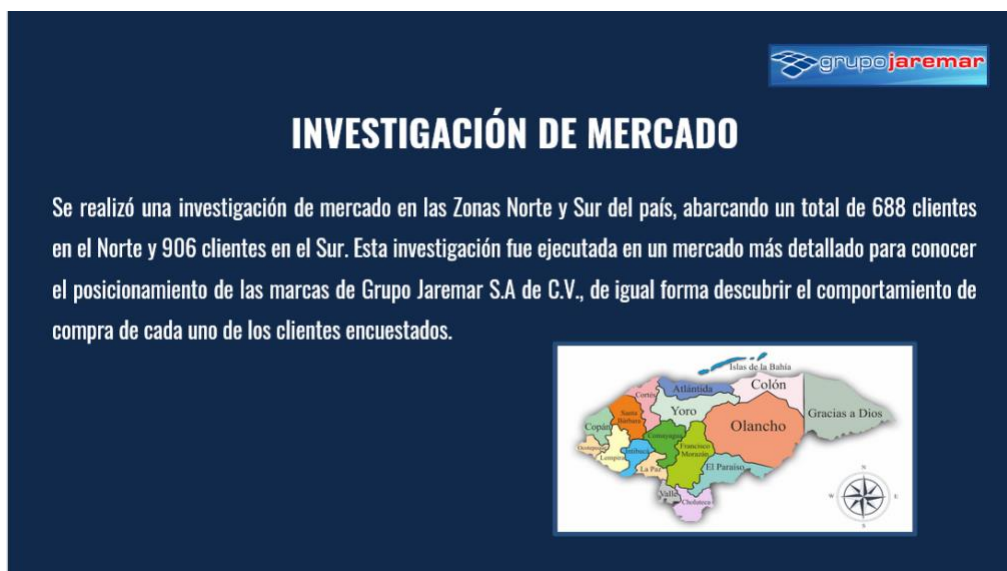 grupojaremar
INVESTIGACIÓN DE MERCADO
Se realizó una investigación de mercado en las Zonas Norte y Sur del país, abarcando un total de 688 clientes
en el Norte y 906 clientes en el Sur. Esta investigación fue ejecutada en un mercado más detallado para conocer
el posicionamiento de las marcas de Grupo Jaremar S.A de C.V., de igual forma descubrir el comportamiento de
compra de cada uno de los clientes encuestados.
Islas de la Bahía
Atlántida
Colón
Cortés
Yoro
Gracias a Dios
Santa
Bárbara
Copán
Olancho
Comayagua
Francisco
Morazán
Ocotepeque
Intibucá
Lempira
La Paz
El Paraíso
Valle
Choluteca
N
W
E
S